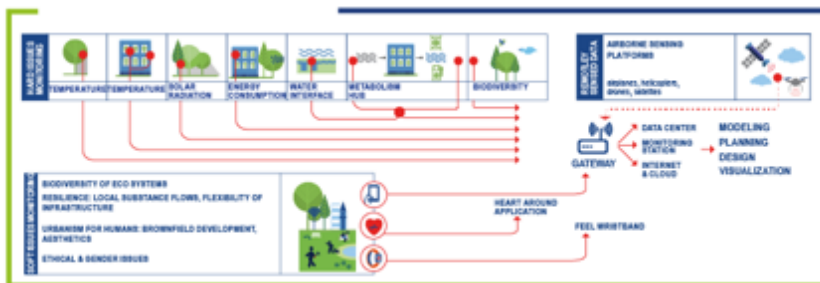 HARD ISSUES
MONITORING
TEMPERATURE
TEMPERATURE
SOLAR
RADIATION
ENERGY
CONSUMPTION
WATER
INTERFACE
METABOLISM
HUB
BIODIVERSITY
REMOTLEY
SENSED DATA
AIRBORNE SENSING
PLATFORMS
airplanes, helicopters,
drones, satellites
GATEWAY
DATA CENTER
MONITORING
STATION
INTERNET
& CLOUD
MODELING
PLANNING
DESIGN
VISUALIZATION
SOFT ISSUES MONITORING
BIODIVERSITY OF ECO SYSTEMS
RESILIENCE: LOCAL SUBSTANCE FLOWS, FLEXIBILITY OF
INFRASTRUCTURE
URBANISM FOR HUMANS: BROWNFIELD DEVELOPMENT,
AESTHETICS
ETHICAL & GENDER ISSUES
HEART AROUND
APPLICATION
FEEL WRISTBAND